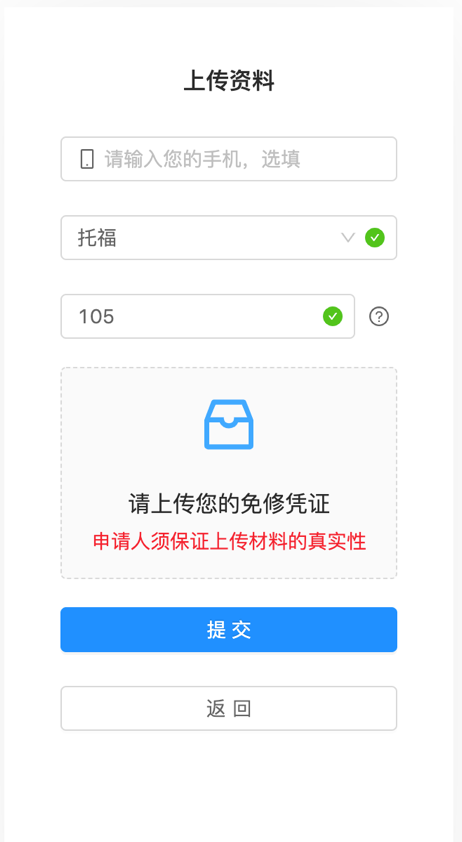 上传资料
请输入您的手机，选填
托福
105
请上传您的免修凭证
申请人须保证上传材料的真实性
提 交
返 回